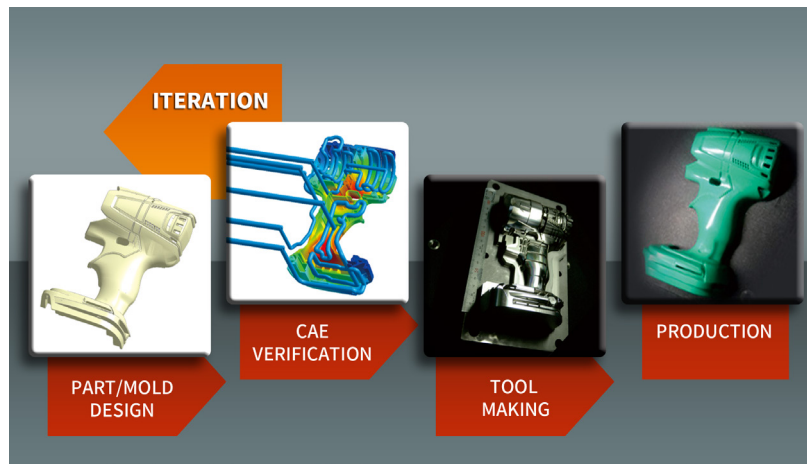 ITERATION
PART/MOLD
DESIGN
CAE
VERIFICATION
TOOL
MAKING
PRODUCTION